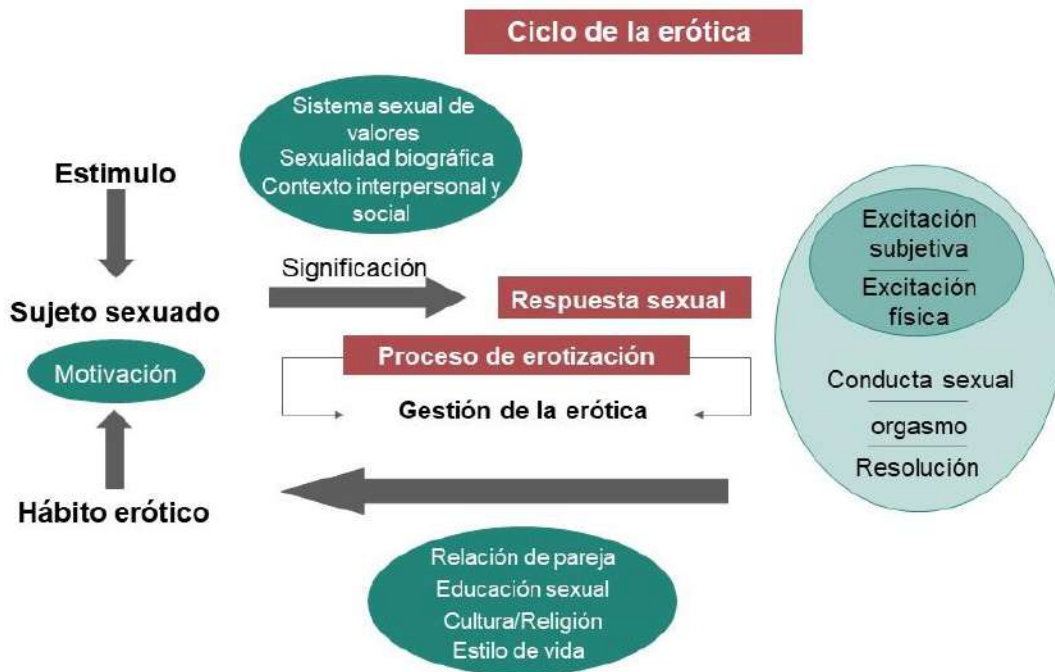 Ciclo de la erótica
Sistema sexual de
valores
Sexualidad biográfica
Contexto interpersonal y
social
Estimulo
Significación
Sujeto sexuado
Motivación
Hábito erótico
Respuesta sexual
Proceso de erotización
Gestión de la erótica
Excitación
subjetiva
Excitación
física
Conducta sexual
orgasmo
Resolución
Relación de pareja
Educación sexual
Cultura/Religión
Estilo de vida